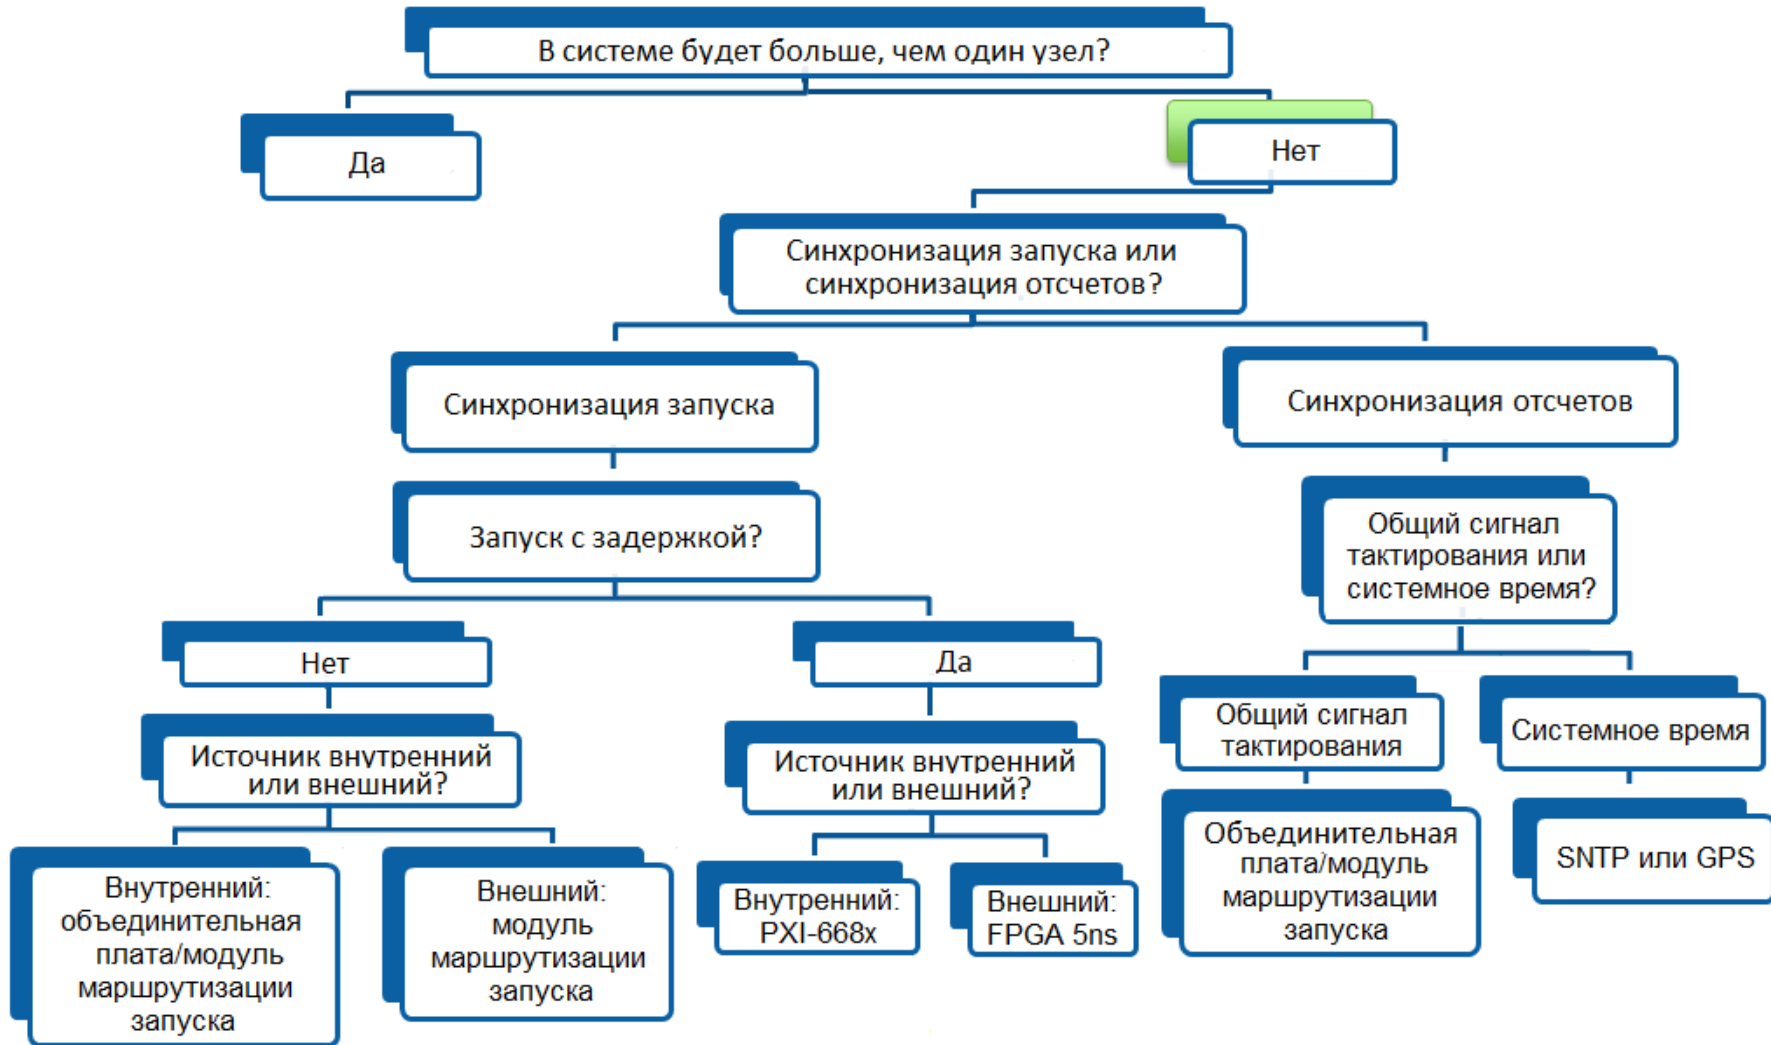 В системе будет больше, чем один узел?
Да
Нет
Синхронизация запуска или
синхронизация отсчетов?
Синхронизация запуска
Синхронизация отсчетов
Запуск с задержкой?
Общий сигнал
тактирования или
системное время?
Нет
Да
Общий сигнал
тактирования
Системное время
Источник внутренний
или внешний?
Источник внутренний
или внешний?
Объединительная
плата/модуль
маршрутизации
запуска
SNTP или GPS
Внутренний:
объединительная
плата/модуль
маршрутизации
запуска
Внешний:
модуль
маршрутизации
запуска
Внутренний:
PXI-668x
Внешний:
FPGA 5ns